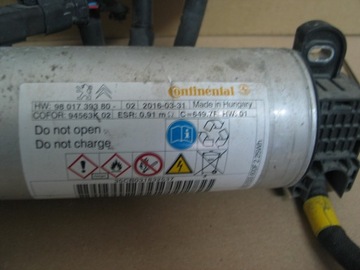 Continental
HW: 98 017 393 80 - 02 2016-03-31 Made in Hungary
COFOR: 94563K 02 ESR: 0.91 mΩ C=649.7F HW: 01
Do not open
Do not charge